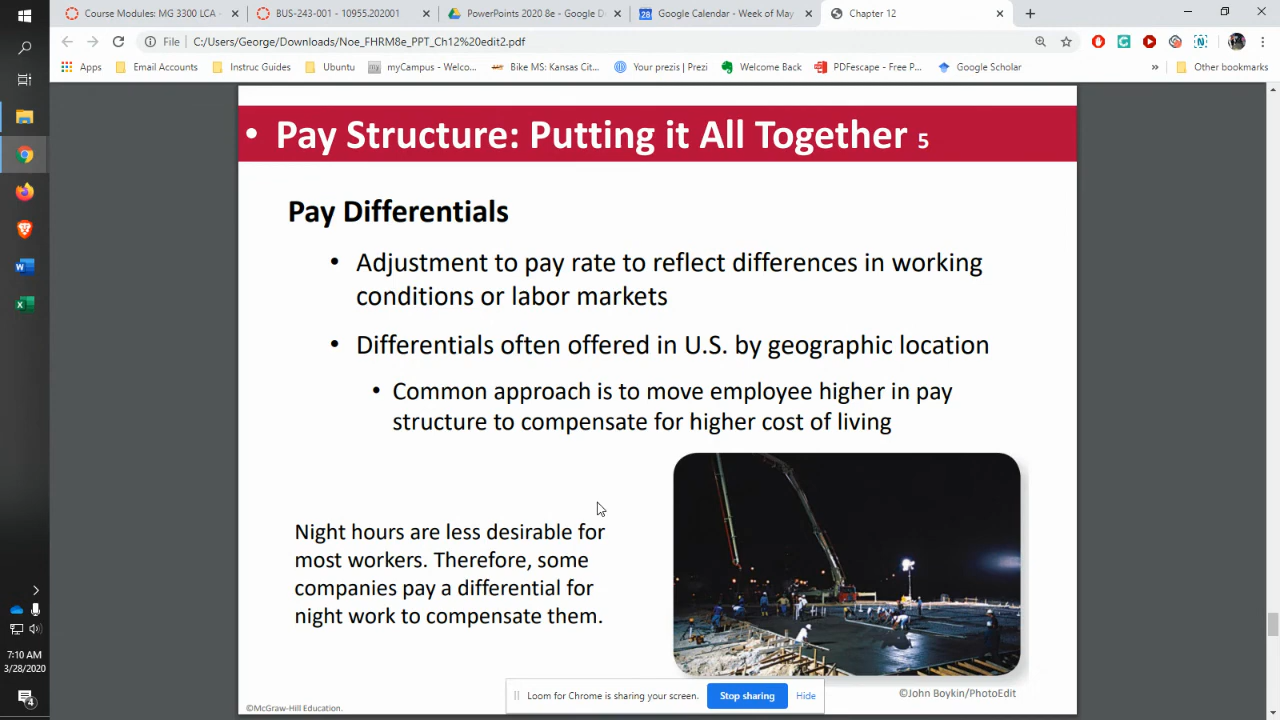 Course Modules: MG 3300 LCA -
BUS-243-001 - 10955.202001
PowerPoints 2020 8e - Google D
Google Calendar - Week of May
Chapter 12
File
C:/Users/George/Downloads/Noe_FHRM8e_PPT_Ch12%20edit2.pdf
Apps
Email Accounts
Instruc Guides
Ubuntu
myCampus - Welco...
Bike MS: Kansas Cit...
Your prezis | Prezi
Welcome Back
PDFescape - Free P...
Google Scholar
»
Other bookmarks
• Pay Structure: Putting it All Together 5
Pay Differentials
• Adjustment to pay rate to reflect differences in working
conditions or labor markets
• Differentials often offered in U.S. by geographic location
• Common approach is to move employee higher in pay
structure to compensate for higher cost of living
Night hours are less desirable for
most workers. Therefore, some
companies pay a differential for
night work to compensate them.
©John Boykin/PhotoEdit
©McGraw-Hill Education.
Loom for Chrome is sharing your screen.
Stop sharing
Hide
7:10 AM
3/28/2020
4